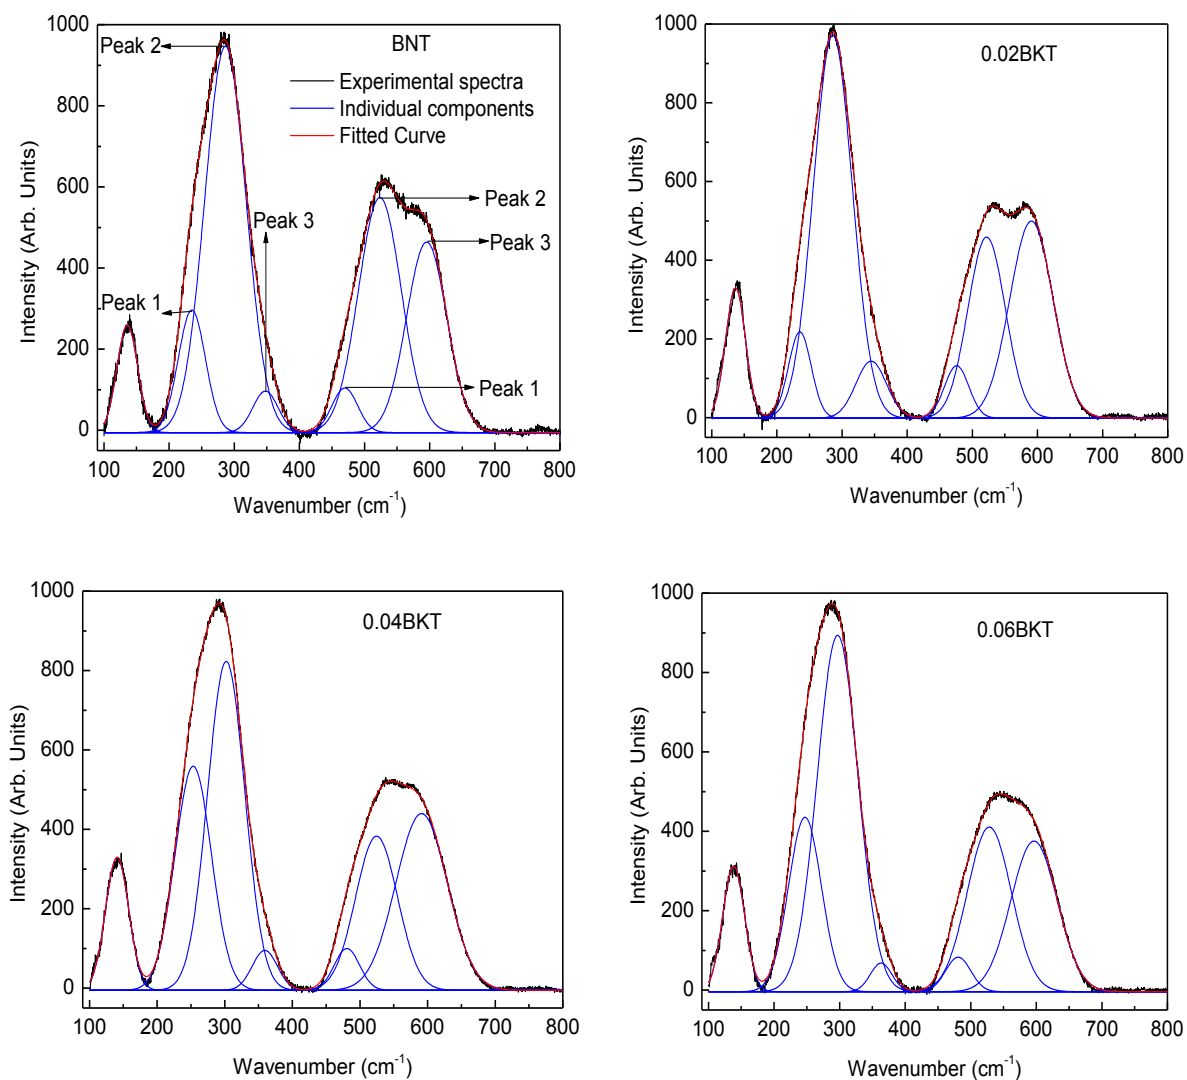 BNT
Peak 2
Experimental spectra
Individual components
Fitted Curve
Peak 1
Peak 3
Peak 2
Peak 3
Peak 1
Intensity (Arb. Units)
1000
800
600
400
200
0
100 200 300 400 500 600 700 800
Wavenumber (cm⁻¹)
0.02BKT
Intensity (Arb. Units)
1000
800
600
400
200
0
100 200 300 400 500 600 700 800
Wavenumber (cm⁻¹)
0.04BKT
Intensity (Arb. Units)
1000
800
600
400
200
0
100 200 300 400 500 600 700 800
Wavenumber (cm⁻¹)
0.06BKT
Intensity (Arb. Units)
1000
800
600
400
200
0
100 200 300 400 500 600 700 800
Wavenumber (cm⁻¹)